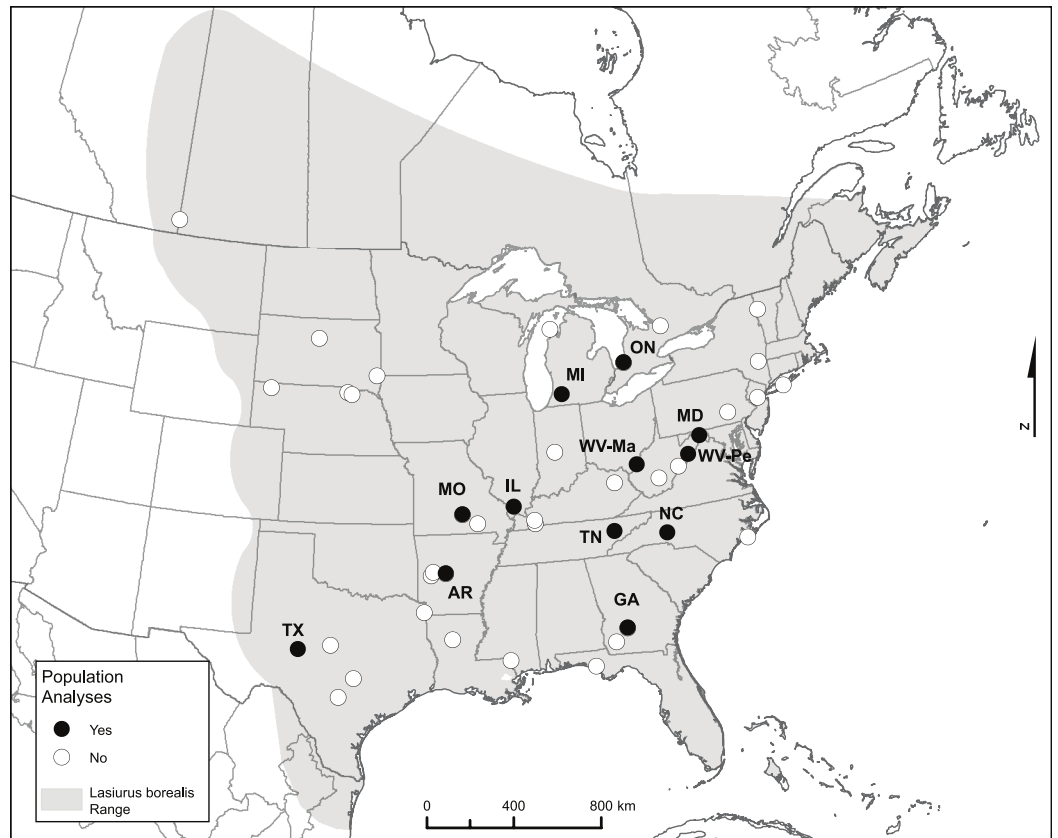 ON
MI
MD
WV-Ma
WV-Pe
MO
IL
NC
TN
AR
GA
TX
N
Population
Analyses
Yes
No
Lasiurus borealis
Range
0 400 800 km